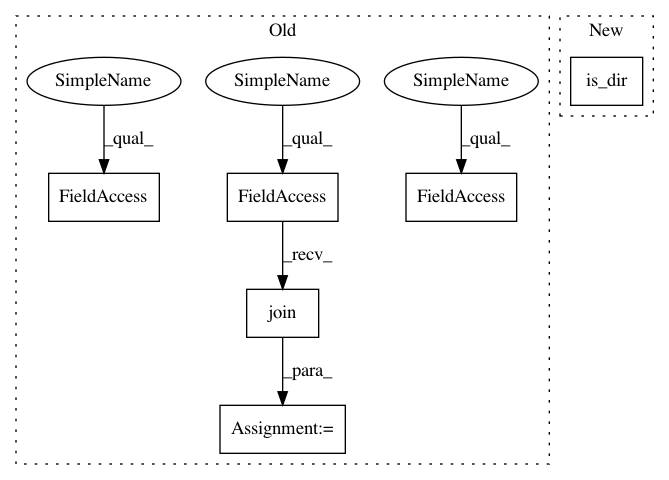 Old
New
SimpleName
SimpleName
SimpleName
is_dir
_qual_
_qual_
_qual_
FieldAccess
FieldAccess
FieldAccess
_recv_
join
_para_
Assignment:=